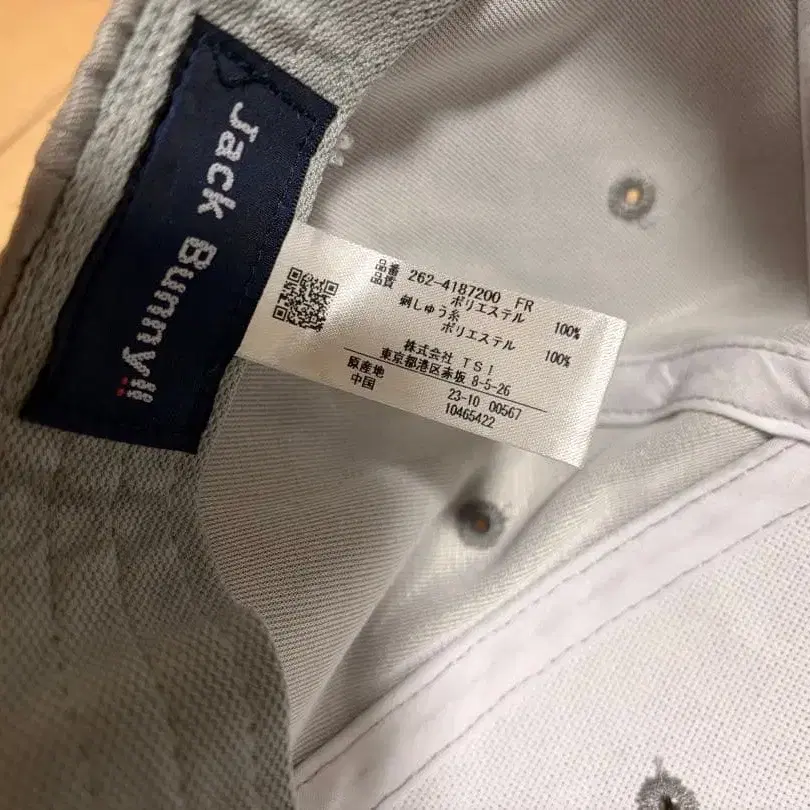 Jack Bunny!!
品番 262-4187200 FR
品質 ポリエステル 100%
刺しゅう糸
ポリエステル 100%
株式会社 TSI
東京都港区赤坂 8-5-26
原産地 23-10 00567
中国 10465422